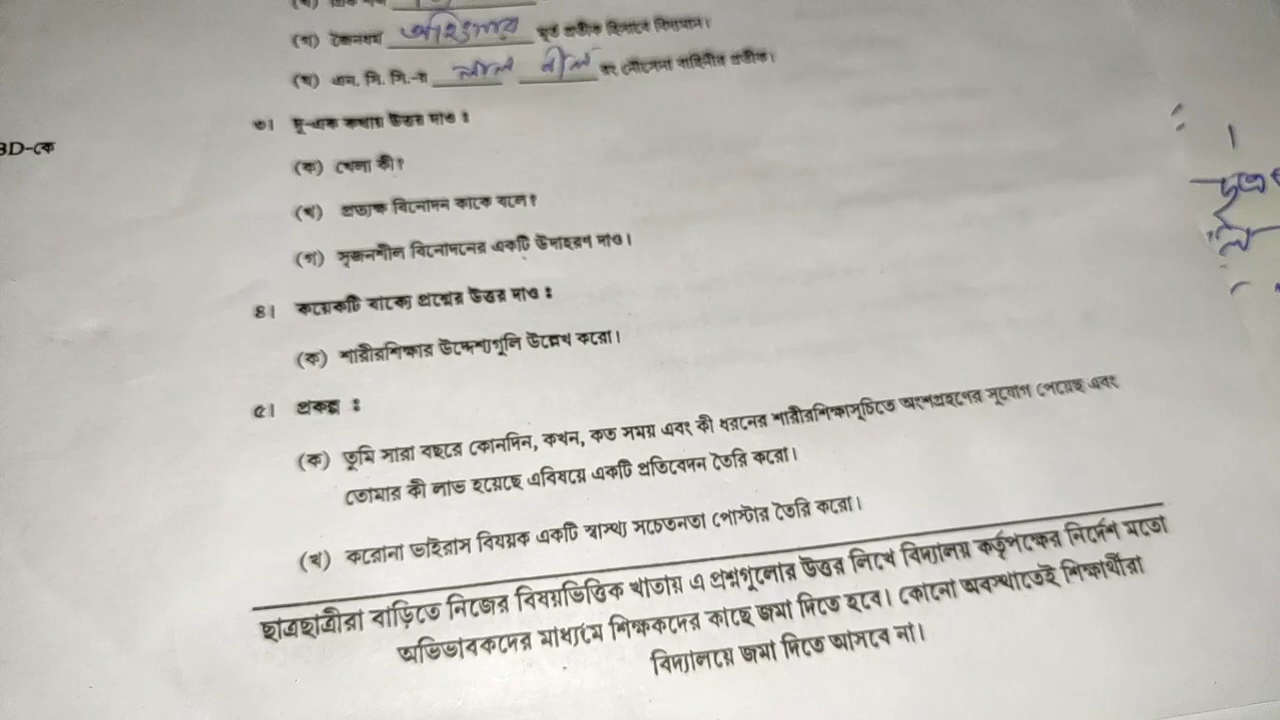 (গ) টেকনঙ্গ অহিংসার মূর্ত প্রতীক হিসাবে বিদ্যমান।
(ঘ) এন. সি. সি.-র লাল নীল রং নৌসেনা বাহিনীর প্রতীক।
৩। দু-এক কথায় উত্তর দাও :
BD-কে
(ক) খেলা কী?
(খ) প্রত্যক্ষ বিনোদন কাকে বলে?
(গ) সৃজনশীল বিনোদনের একটি উদাহরণ দাও।
৪। কয়েকটি বাক্যে প্রশ্নের উত্তর দাও :
(ক) শারীরশিক্ষার উদ্দেশ্যগুলি উল্লেখ করো।
৫। প্রকল্প :
(ক) তুমি সারা বছরে কোনদিন, কখন, কত সময় এবং কী ধরনের শারীরশিক্ষাসূচিতে অংশগ্রহণের সুযোগ পেয়েছ এবং
তোমার কী লাভ হয়েছে এবিষয়ে একটি প্রতিবেদন তৈরি করো।
(খ) করোনা ভাইরাস বিষয়ক একটি স্বাস্থ্য সচেতনতা পোস্টার তৈরি করো।
ছাত্রছাত্রীরা বাড়িতে নিজের বিষয়ভিত্তিক খাতায় এ প্রশ্নগুলোর উত্তর লিখে বিদ্যালয় কর্তৃপক্ষের নির্দেশ মতো
অভিভাবকদের মাধ্যমে শিক্ষকদের কাছে জমা দিতে হবে। কোনো অবস্থাতেই শিক্ষার্থীরা
বিদ্যালয়ে জমা দিতে আসবে না।